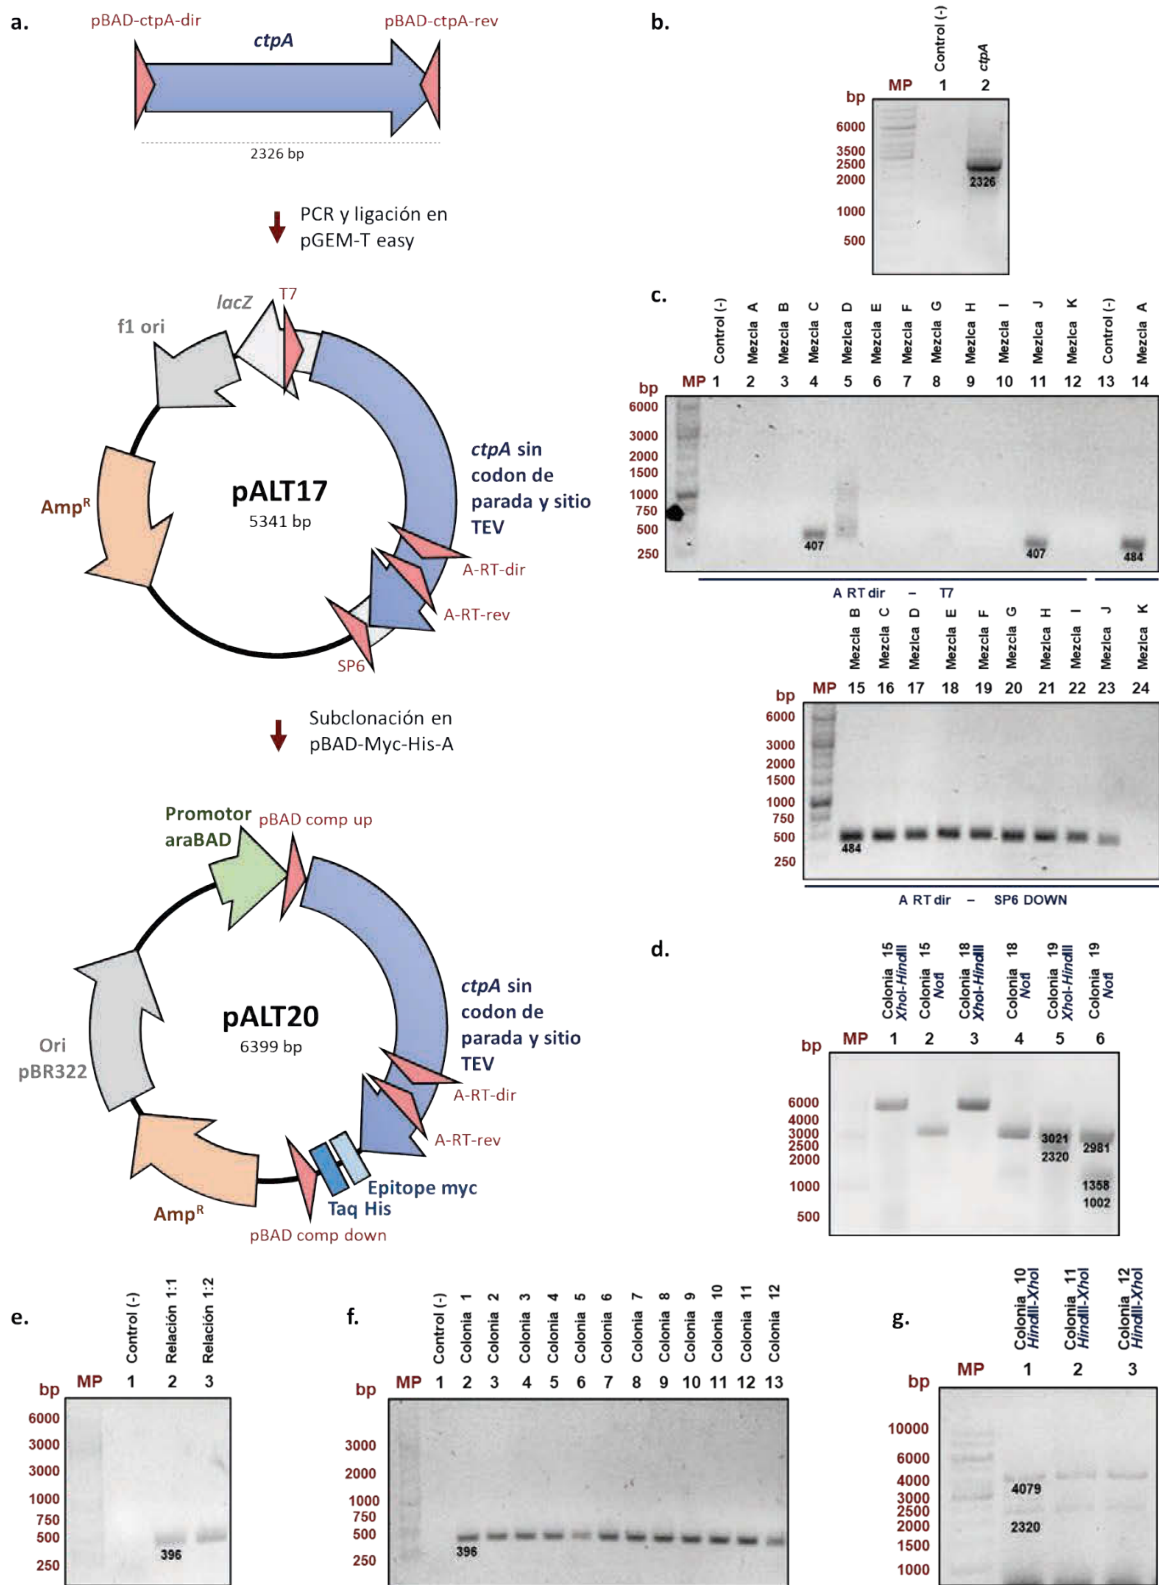 a.
pBAD-ctpA-dir
pBAD-ctpA-rev
ctpA
2326 bp
PCR y ligación en
pGEM-T easy
lacZ
T7
f1 ori
Amp^R
pALT17
5341 bp
ctpA sin
codon de
parada y sitio
TEV
A-RT-dir
A-RT-rev
SP6
Subclonación en
pBAD-Myc-His-A
Promotor
araBAD
pBAD comp up
Ori
pBR322
pALT20
6399 bp
ctpA sin
codon de
parada y sitio
TEV
A-RT-dir
A-RT-rev
Epitope myc
Taq His
Amp^R
pBAD comp down
b.
Control (-)
ctpA
MP 1 2
bp
6000
3500
2500
2000
1000
500
2326
c.
Control (-)
Mezcla A
Mezcla B
Mezcla C
Mezcla D
Mezcla E
Mezcla F
Mezcla G
Mezcla H
Mezcla I
Mezlca J
Mezcla K
Control (-)
Mezcla A
MP 1 2 3 4 5 6 7 8 9 10 11 12 13 14
bp
6000
3000
2000
1500
1000
750
500
250
407
407
484
A RT dir – T7
Mezcla B
Mezcla C
Mezcla D
Mezcla E
Mezcla F
Mezcla G
Mezlca H
Mezcla I
Mezlca J
Mezlca K
MP 15 16 17 18 19 20 21 22 23 24
bp
6000
3000
2000
1500
1000
750
500
250
484
A RT dir – SP6 DOWN
d.
Colonia 15
XhoI-HindIII
Colonia 15
NotI
Colonia 18
XhoI-HindIII
Colonia 18
NotI
Colonia 19
XhoI-HindIII
Colonia 19
NotI
MP 1 2 3 4 5 6
bp
6000
4000
3000
2500
2000
1000
500
3021
2320
2981
1358
1002
e.
Control (-)
Relación 1:1
Relación 1:2
MP 1 2 3
bp
6000
3000
3000
1000
750
500
250
396
f.
Control (-)
Colonia 1
Colonia 2
Colonia 3
Colonia 4
Colonia 5
Colonia 6
Colonia 7
Colonia 8
Colonia 9
Colonia 10
Colonia 11
Colonia 12
MP 1 2 3 4 5 6 7 8 9 10 11 12 13
bp
3000
2000
1000
500
250
396
g.
Colonia 10
HindIII-XhoI
Colonia 11
HindIII-XhoI
Colonia 12
HindIII-XhoI
MP 1 2 3
bp
10000
6000
4000
3000
2500
2000
1500
1000
4079
2320